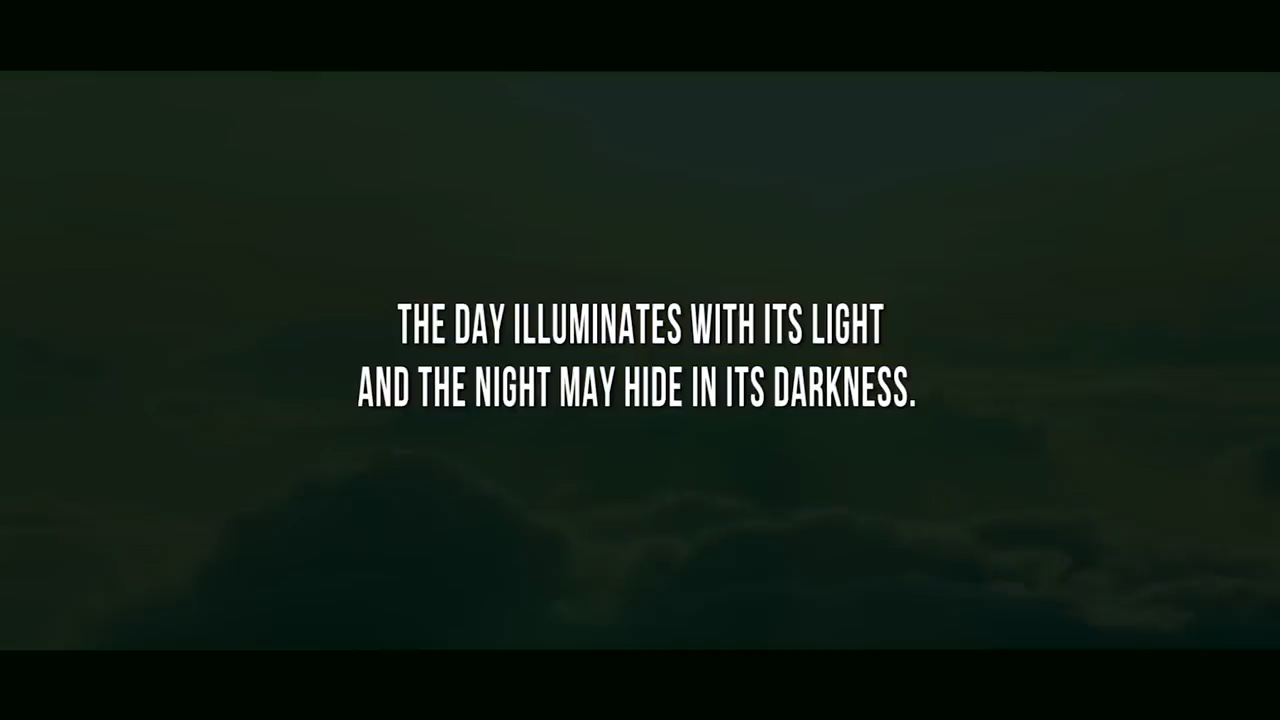 THE DAY ILLUMINATES WITH ITS LIGHT
AND THE NIGHT MAY HIDE IN ITS DARKNESS.